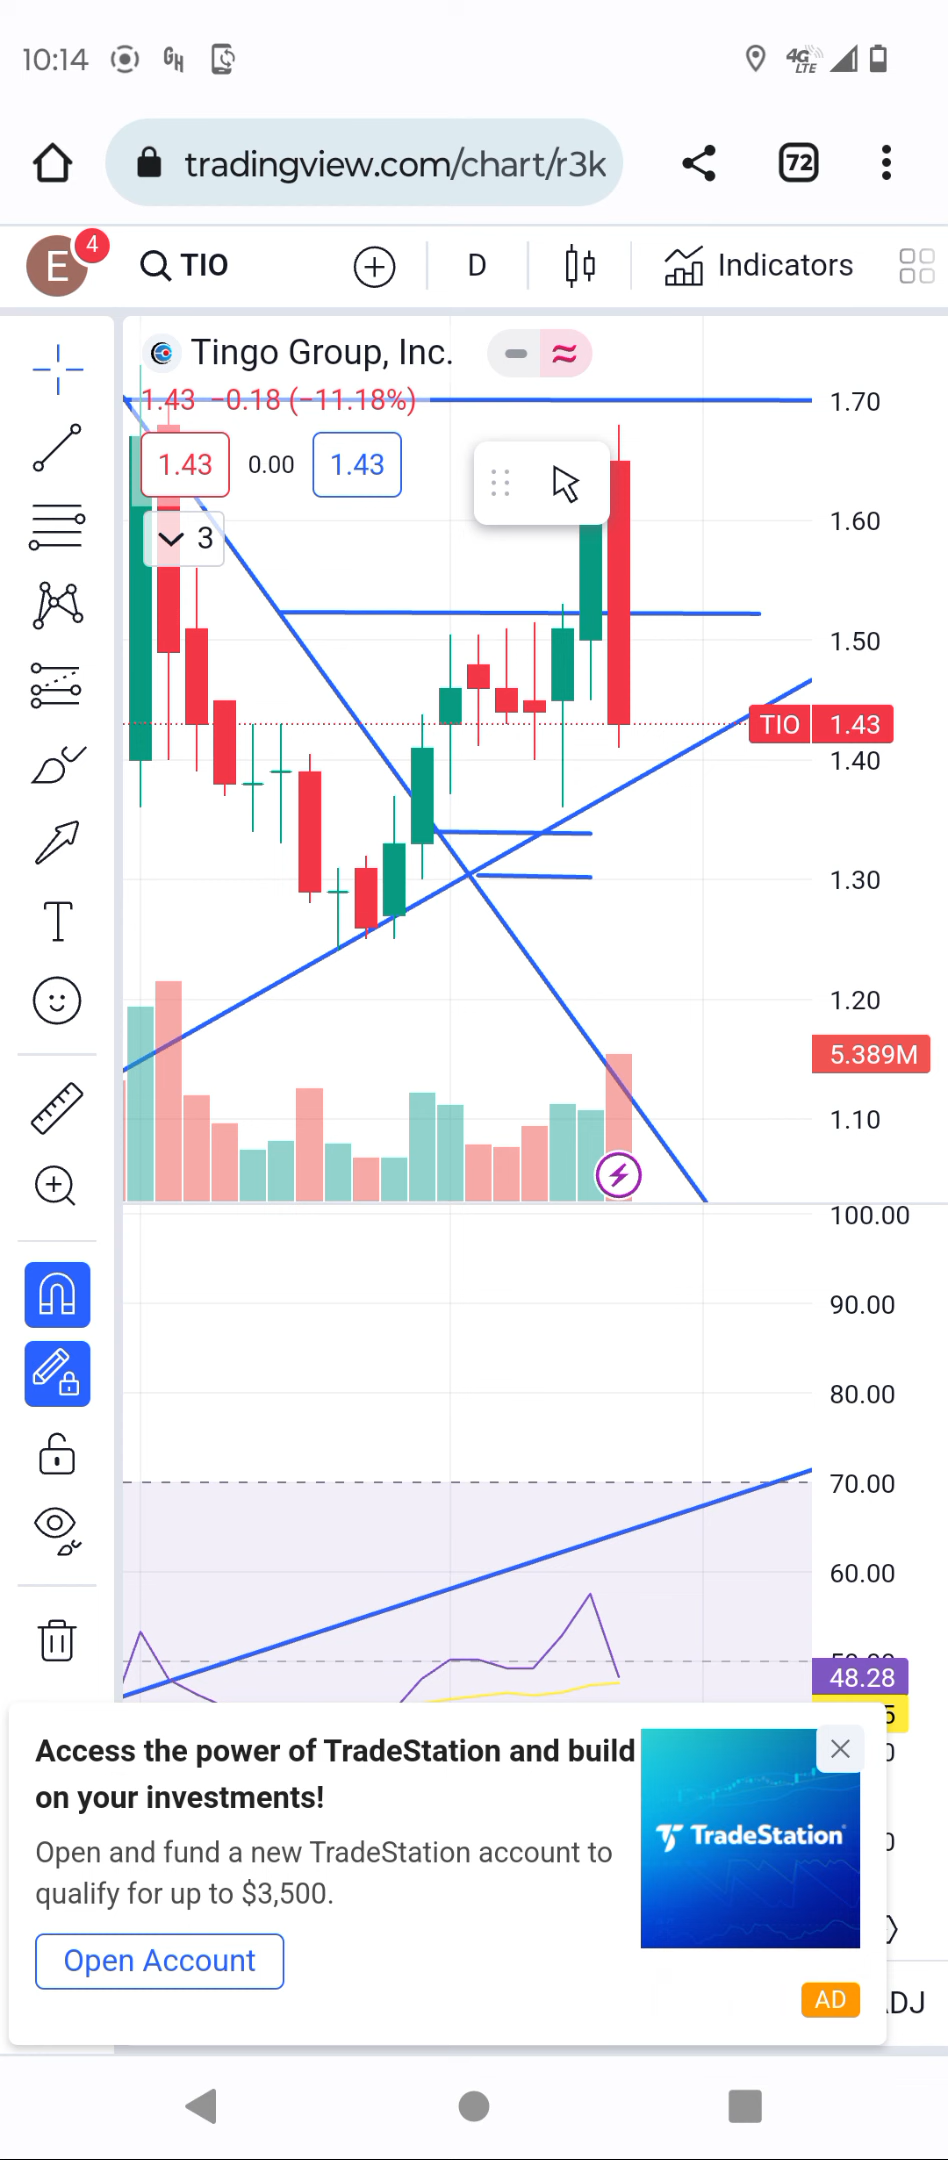 10:14
4G LTE
tradingview.com/chart/r3k
72
E
4
TIO
D
Indicators
Tingo Group, Inc.
1.43 −0.18 (−11.18%)
1.70
1.43
0.00
1.43
3
1.60
1.50
TIO 1.43
1.40
1.30
1.20
5.389M
1.10
100.00
90.00
80.00
70.00
60.00
48.28
Access the power of TradeStation and build
on your investments!
Open and fund a new TradeStation account to
qualify for up to $3,500.
Open Account
TradeStation
AD
ADJ